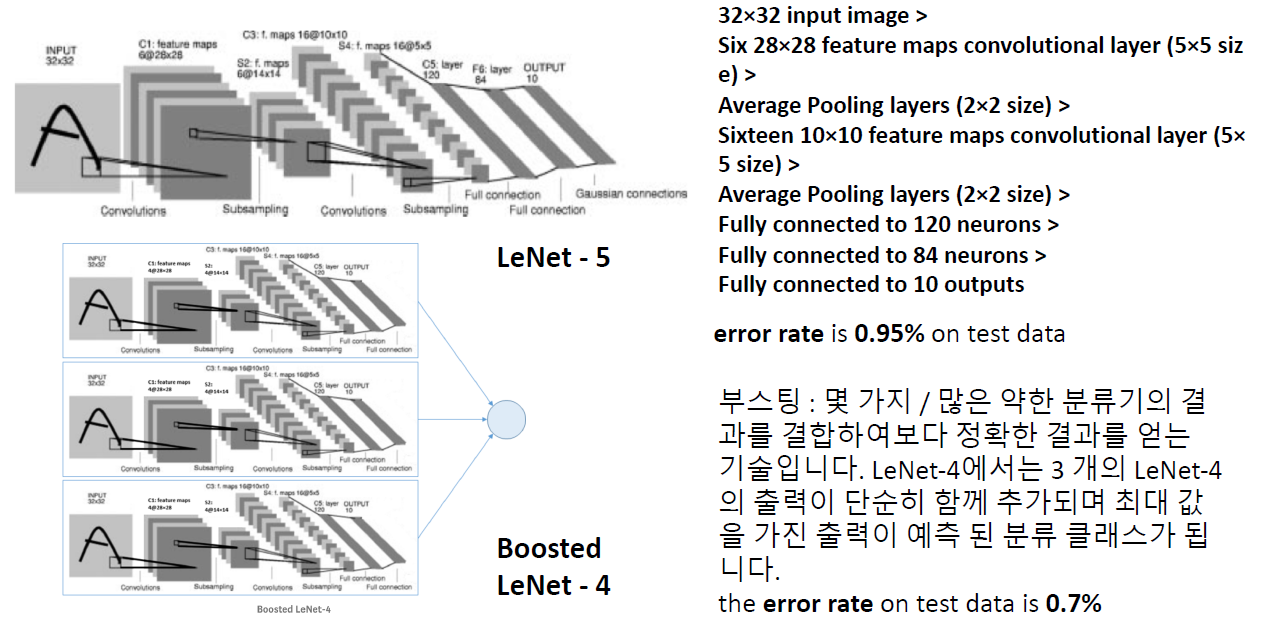 INPUT
32x32
C1: feature maps
6@28x28
S2: f. maps
6@14x14
C3: f. maps 16@10x10
S4: f. maps 16@5x5
C5: layer
120
F6: layer
84
OUTPUT
10
Convolutions
Subsampling
Convolutions
Subsampling
Full connection
Full connection
Gaussian connections
LeNet - 5
INPUT
32x32
C1: feature maps
4@28x28
S2:
4@14x14
C3: f. maps 16@10x10
S4: f. maps 16@5x5
C5: layer
120
OUTPUT
10
Convolutions
Subsampling
Convolutions
Subsampling
Full connection
Full connection
INPUT
32x32
C1: feature maps
4@28x28
S2:
4@14x14
C3: f. maps 16@10x10
S4: f. maps 16@5x5
C5: layer
120
OUTPUT
10
Convolutions
Subsampling
Convolutions
Subsampling
Full connection
Full connection
INPUT
32x32
C1: feature maps
4@28x28
S2:
4@14x14
C3: f. maps 16@10x10
S4: f. maps 16@5x5
C5: layer
120
OUTPUT
10
Convolutions
Subsampling
Convolutions
Subsampling
Full connection
Full connection
Boosted LeNet-4
Boosted
LeNet - 4
32×32 input image >
Six 28×28 feature maps convolutional layer (5×5 siz
e) >
Average Pooling layers (2×2 size) >
Sixteen 10×10 feature maps convolutional layer (5×
5 size) >
Average Pooling layers (2×2 size) >
Fully connected to 120 neurons >
Fully connected to 84 neurons >
Fully connected to 10 outputs
error rate is 0.95% on test data
부스팅 : 몇 가지 / 많은 약한 분류기의 결
과를 결합하여보다 정확한 결과를 얻는
기술입니다. LeNet-4에서는 3 개의 LeNet-4
의 출력이 단순히 함께 추가되며 최대 값
을 가진 출력이 예측 된 분류 클래스가 됩
니다.
the error rate on test data is 0.7%